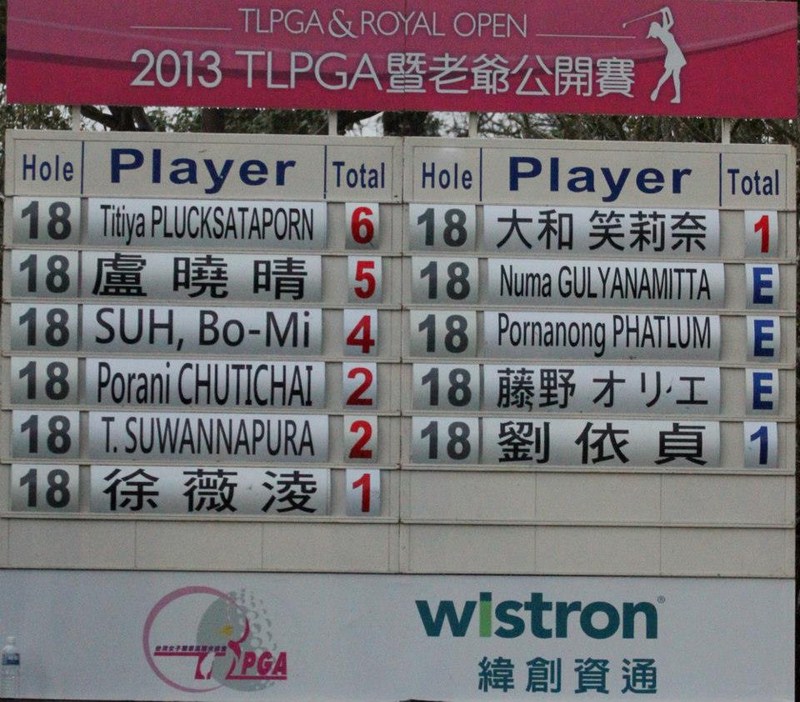 TLPGA & ROYAL OPEN
2013 TLPGA暨老爺公開賽
Hole Player Total
18 Titiya PLUCKSATAPORN 6
18 盧曉晴 5
18 SUH, Bo-Mi 4
18 Porani CHUTICHAI 2
18 T. SUWANNAPURA 2
18 徐薇淩 1
Hole Player Total
18 大和 笑莉奈 1
18 Numa GULYANAMITTA E
18 Pornanong PHATLUM E
18 藤野 オリエ E
18 劉依貞 1
PGA
wistron®
緯創資通